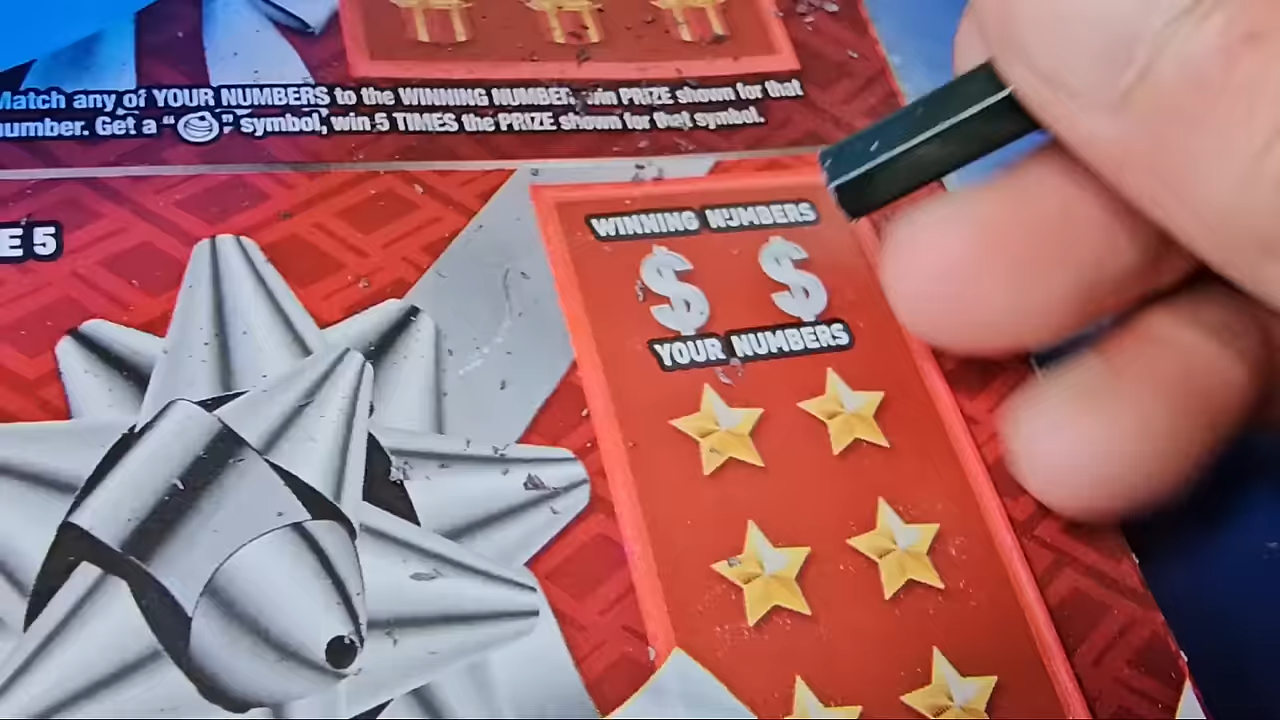 Match any of YOUR NUMBERS to the WINNING NUMBER, win PRIZE shown for that
number. Get a " " symbol, win 5 TIMES the PRIZE shown for that symbol.
E 5
WINNING NUMBERS
$ $
YOUR NUMBERS